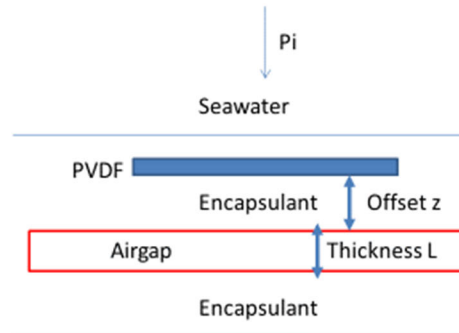 Pi
Seawater
PVDF
Encapsulant Offset z
Airgap Thickness L
Encapsulant